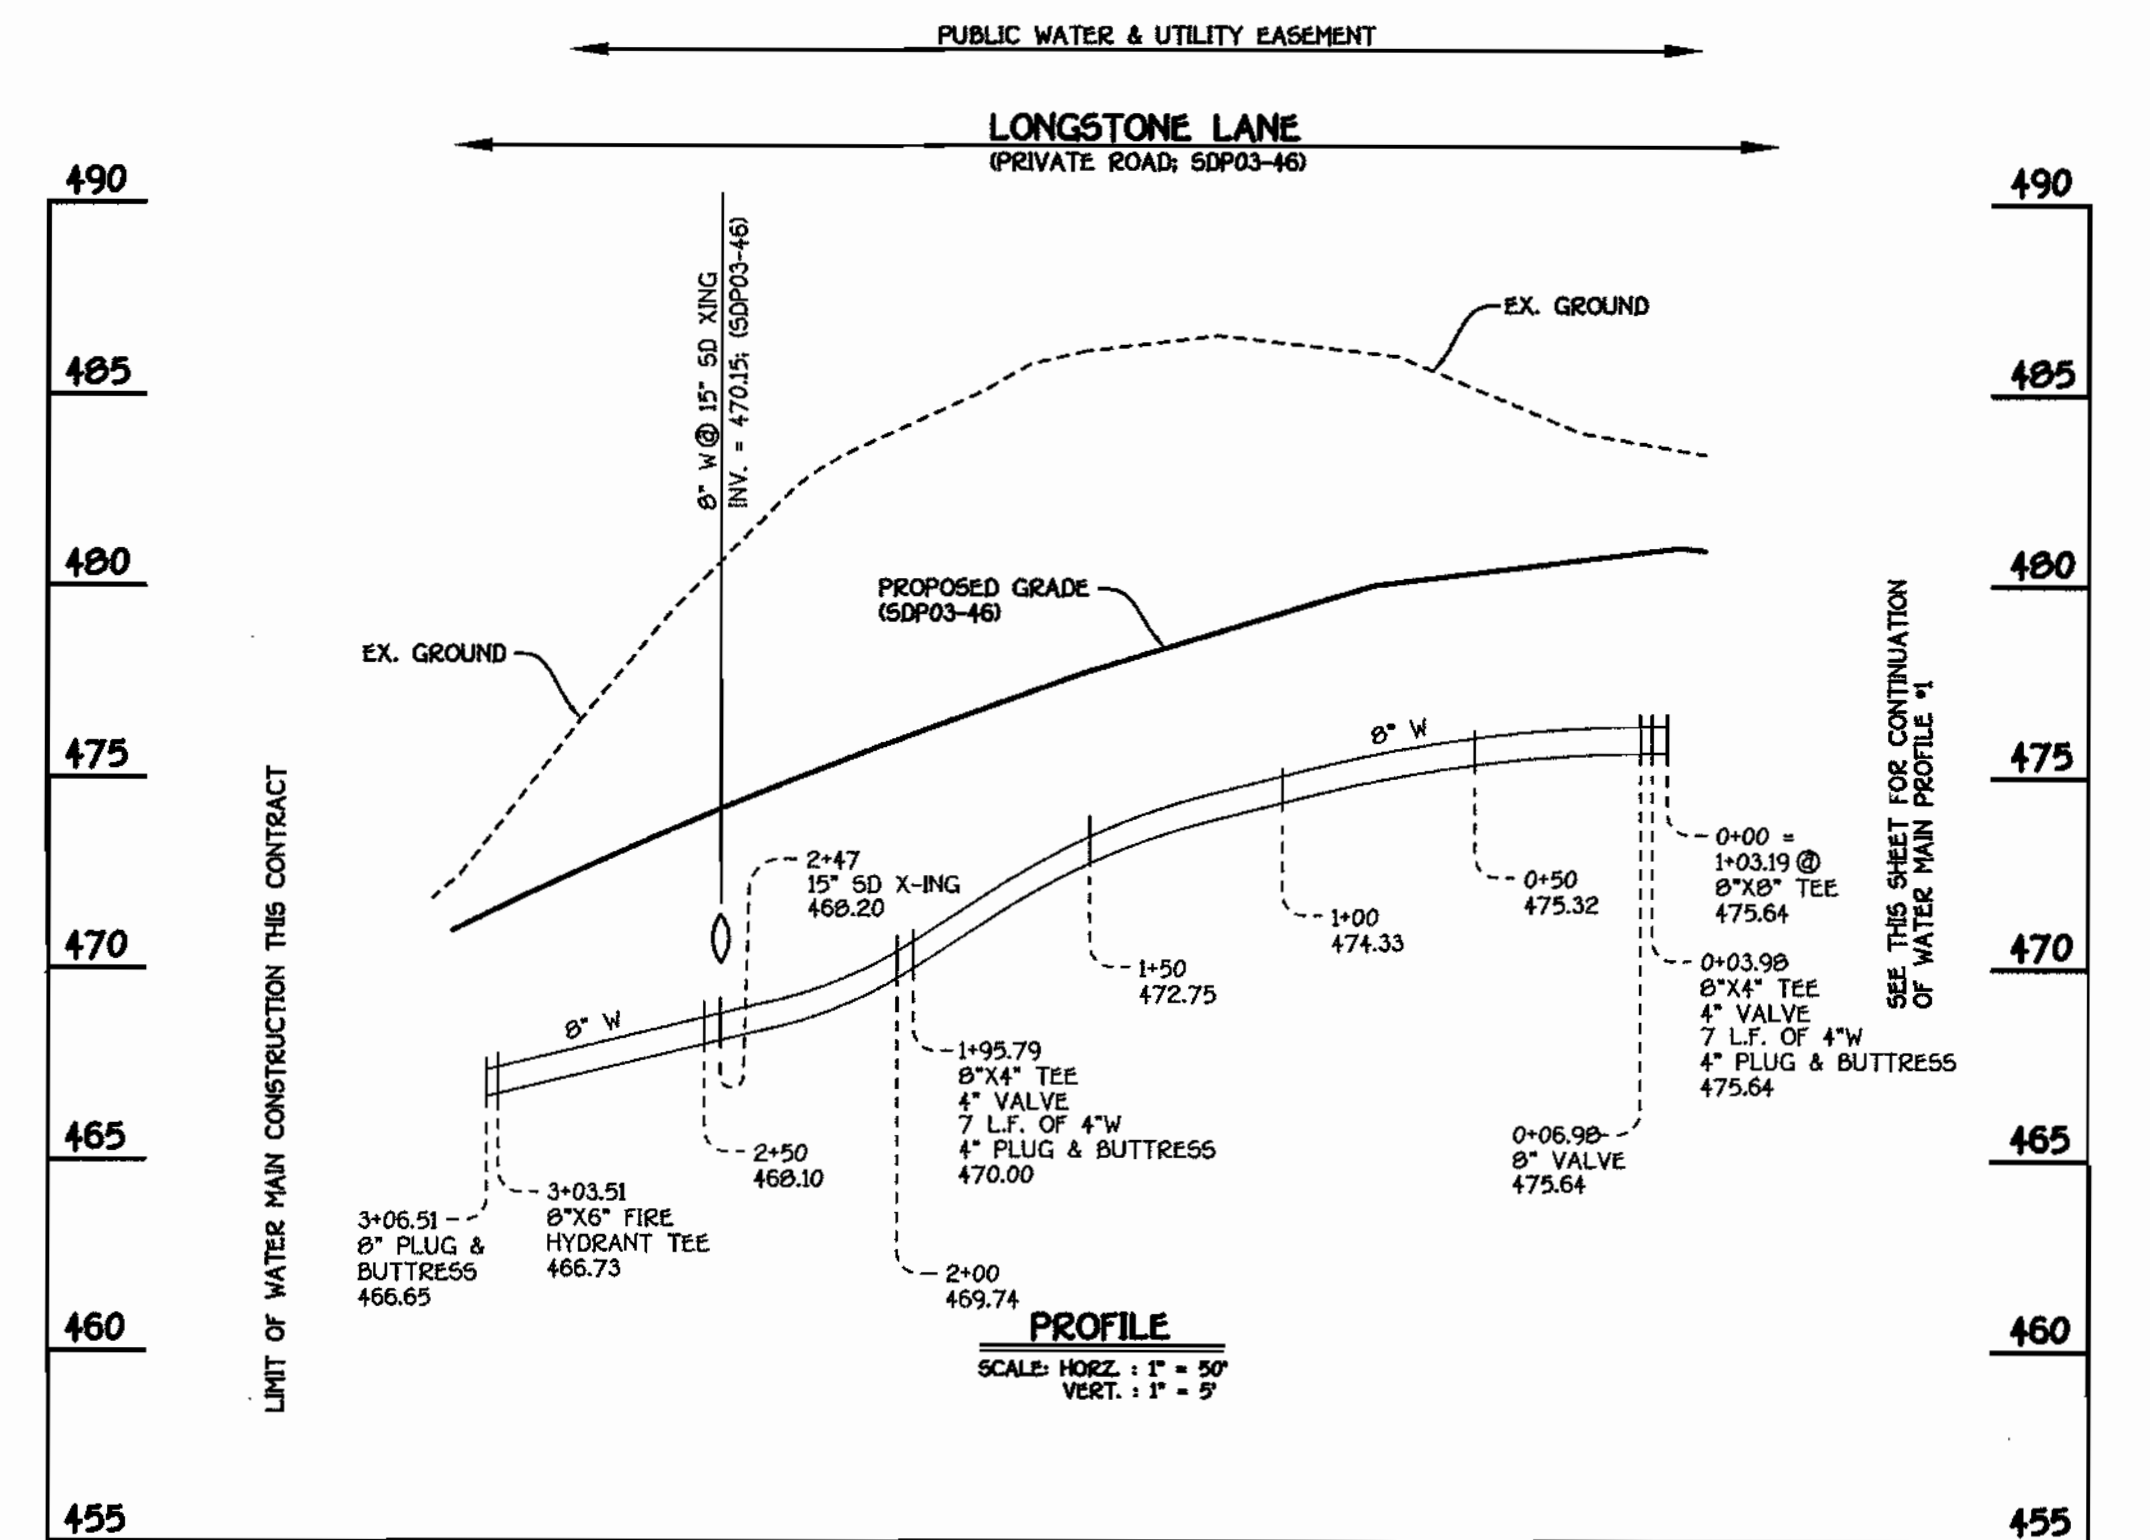 PUBLIC WATER & UTILITY EASEMENT
LONGSTONE LANE
(PRIVATE ROAD; SDP03-46)
490
490
8" W @ 15" SD XING
INV. = 470.15; (SDP03-46)
EX. GROUND
485
485
480
480
PROPOSED GRADE
(SDP03-46)
EX. GROUND
8" W
475
475
SEE THIS SHEET FOR CONTINUATION
OF WATER MAIN PROFILE #1
LIMIT OF WATER MAIN CONSTRUCTION THIS CONTRACT
2+47
15" SD X-ING
468.20
0+00 =
1+03.19 @
8"X8" TEE
475.64
0+50
475.32
1+00
474.33
470
470
1+50
472.75
0+03.98
8"X4" TEE
4" VALVE
7 L.F. OF 4"W
4" PLUG & BUTTRESS
475.64
8" W
1+95.79
8"X4" TEE
4" VALVE
7 L.F. OF 4"W
4" PLUG & BUTTRESS
470.00
465
465
2+50
468.10
0+06.98
8" VALVE
475.64
3+03.51
8"X6" FIRE
HYDRANT TEE
466.73
3+06.51
8" PLUG &
BUTTRESS
466.65
2+00
469.74
460
460
PROFILE
SCALE: HORZ. : 1" = 50'
VERT. : 1" = 5'
455
455